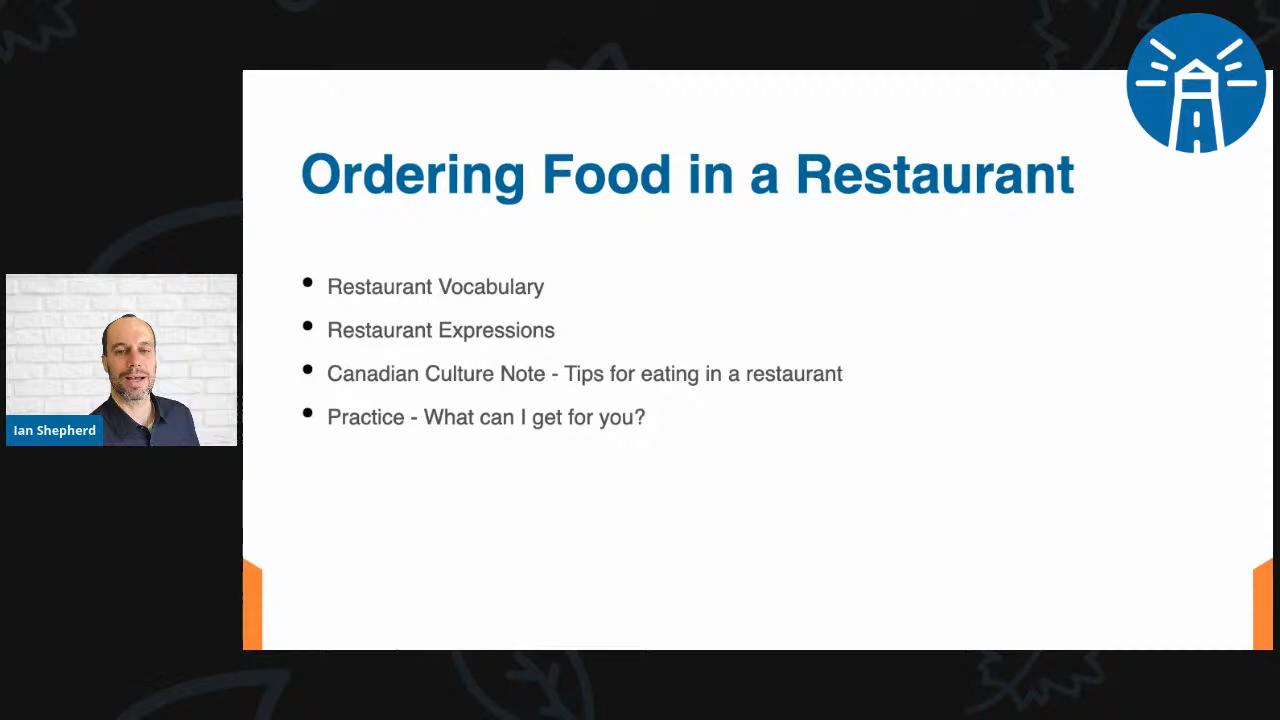 Ordering Food in a Restaurant
Restaurant Vocabulary
Restaurant Expressions
Canadian Culture Note - Tips for eating in a restaurant
Practice - What can I get for you?
Ian Shepherd